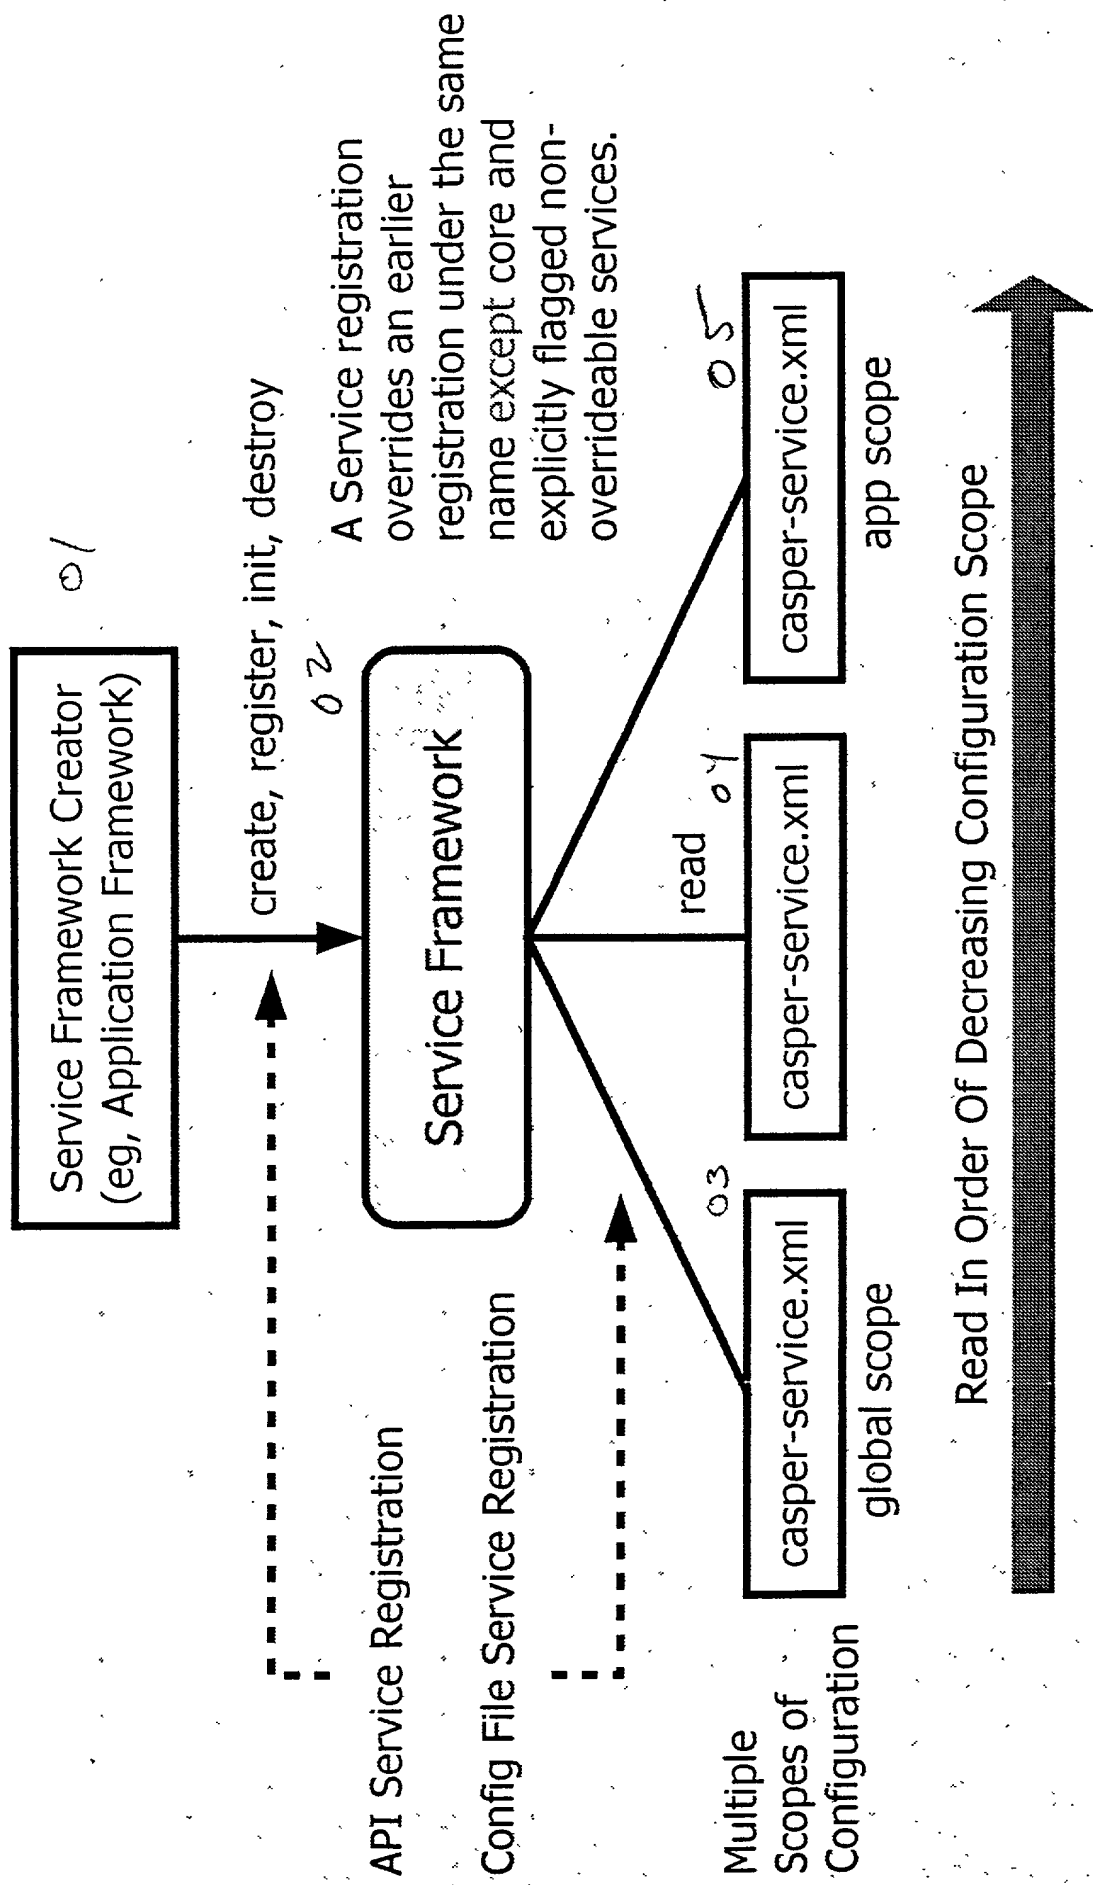 Service Framework Creator
(eg, Application Framework)
01
create, register, init, destroy
02
Service Framework
A Service registration
overrides an earlier
registration under the same
name except core and
explicitly flagged non-
overrideable services.
API Service Registration
Config File Service Registration
read
Multiple
Scopes of
Configuration
03
casper-service.xml
global scope
04
casper-service.xml
05
casper-service.xml
app scope
Read In Order Of Decreasing Configuration Scope